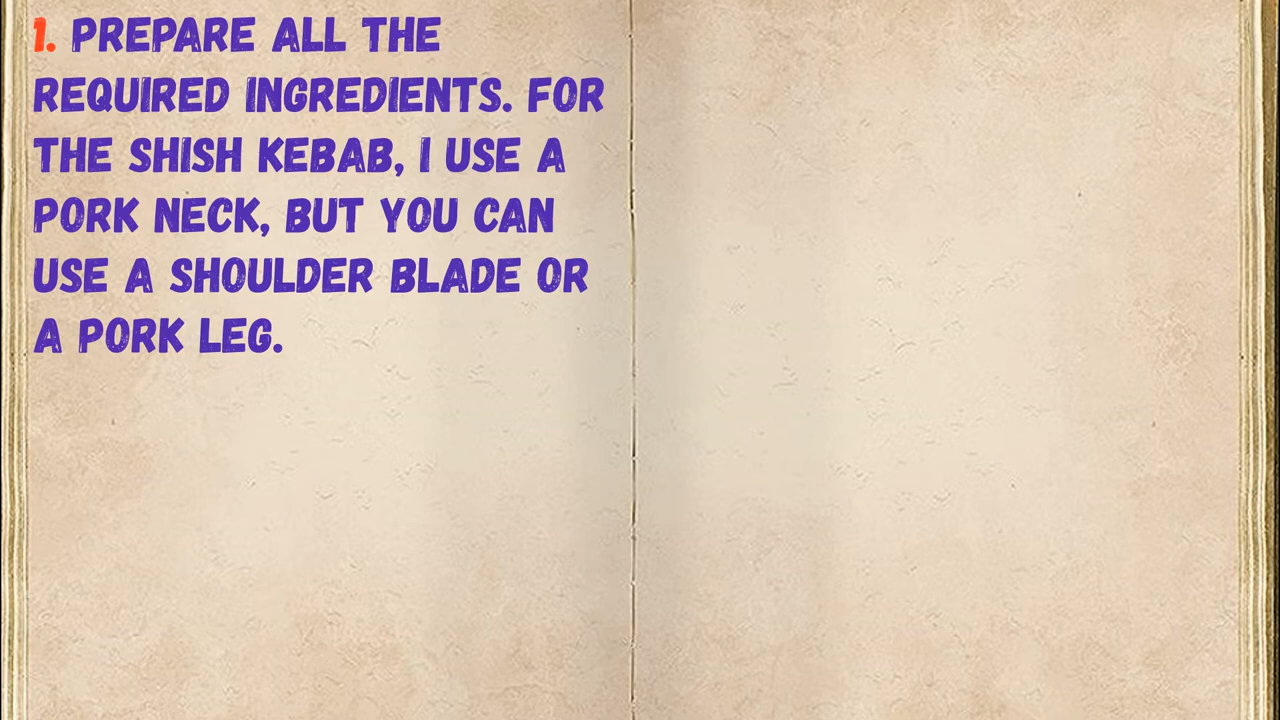 1. PREPARE ALL THE
REQUIRED INGREDIENTS. FOR
THE SHISH KEBAB, I USE A
PORK NECK, BUT YOU CAN
USE A SHOULDER BLADE OR
A PORK LEG.